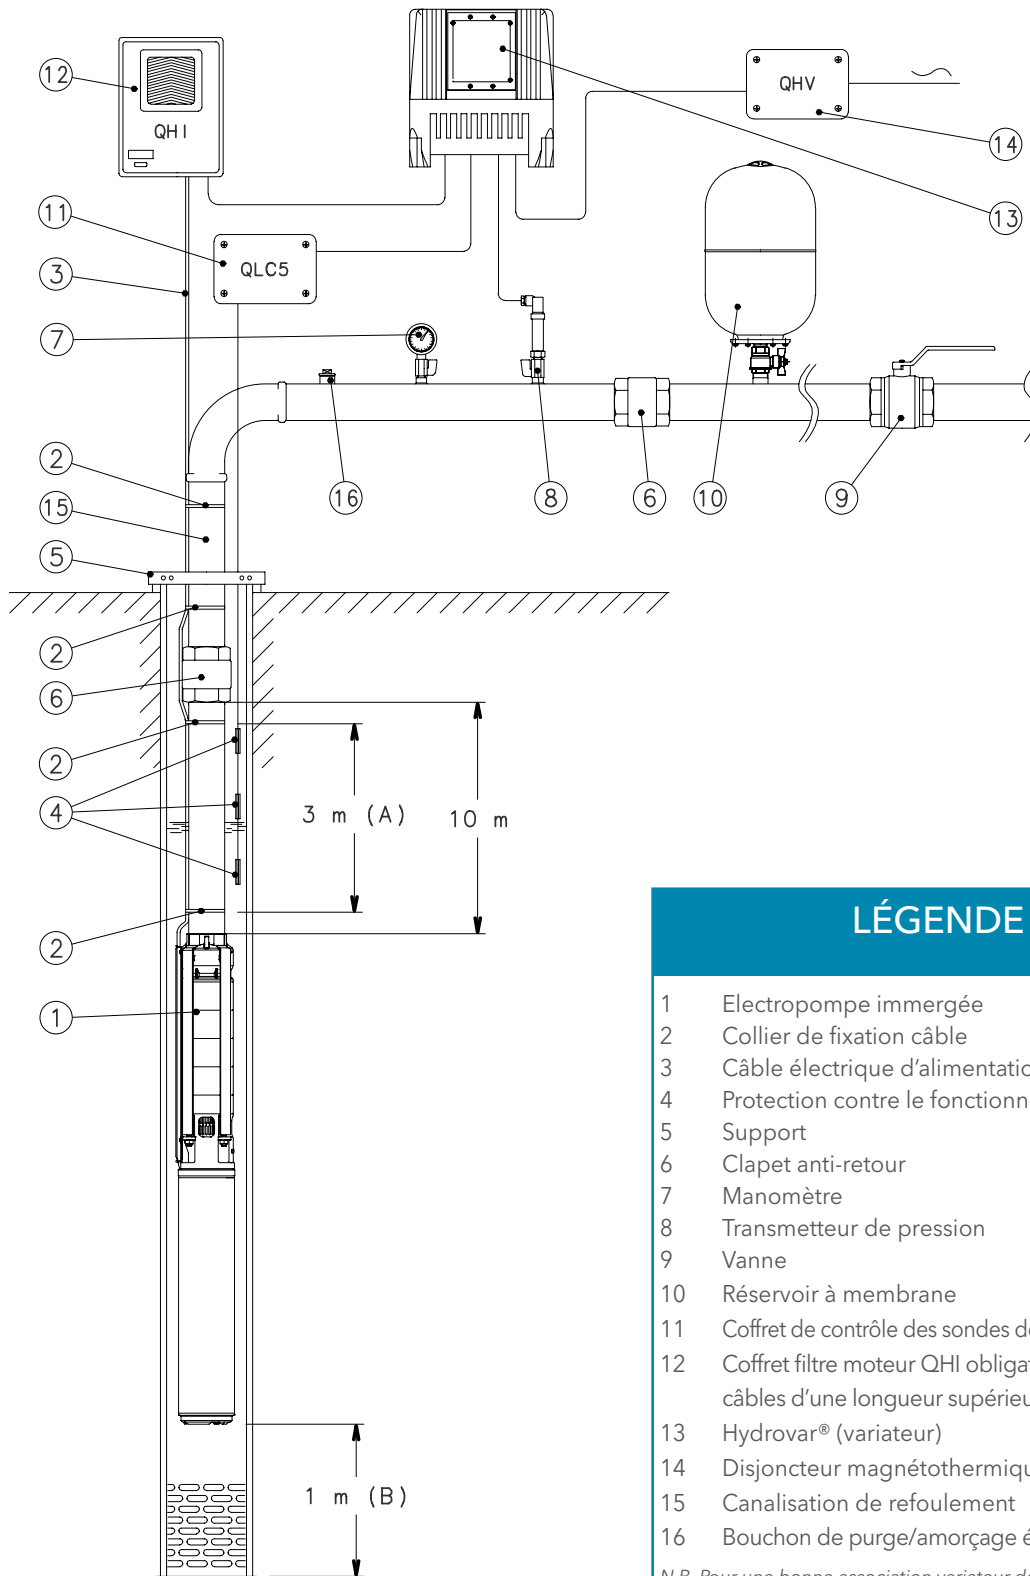 12
QHI
QHV
14
13
11
QLC5
3
7
2
16
8
6
10
9
15
5
2
6
2
4
3 m (A)
10 m
2
1
1 m (B)
LÉGENDE
1 Electropompe immergée
2 Collier de fixation câble
3 Câble électrique d'alimentatio
4 Protection contre le fonctionn
5 Support
6 Clapet anti-retour
7 Manomètre
8 Transmetteur de pression
9 Vanne
10 Réservoir à membrane
11 Coffret de contrôle des sondes de
12 Coffret filtre moteur QHI obligat
câbles d'une longueur supérieu
13 Hydrovar® (variateur)
14 Disjoncteur magnétothermiqu
15 Canalisation de refoulement
16 Bouchon de purge/amorçage é